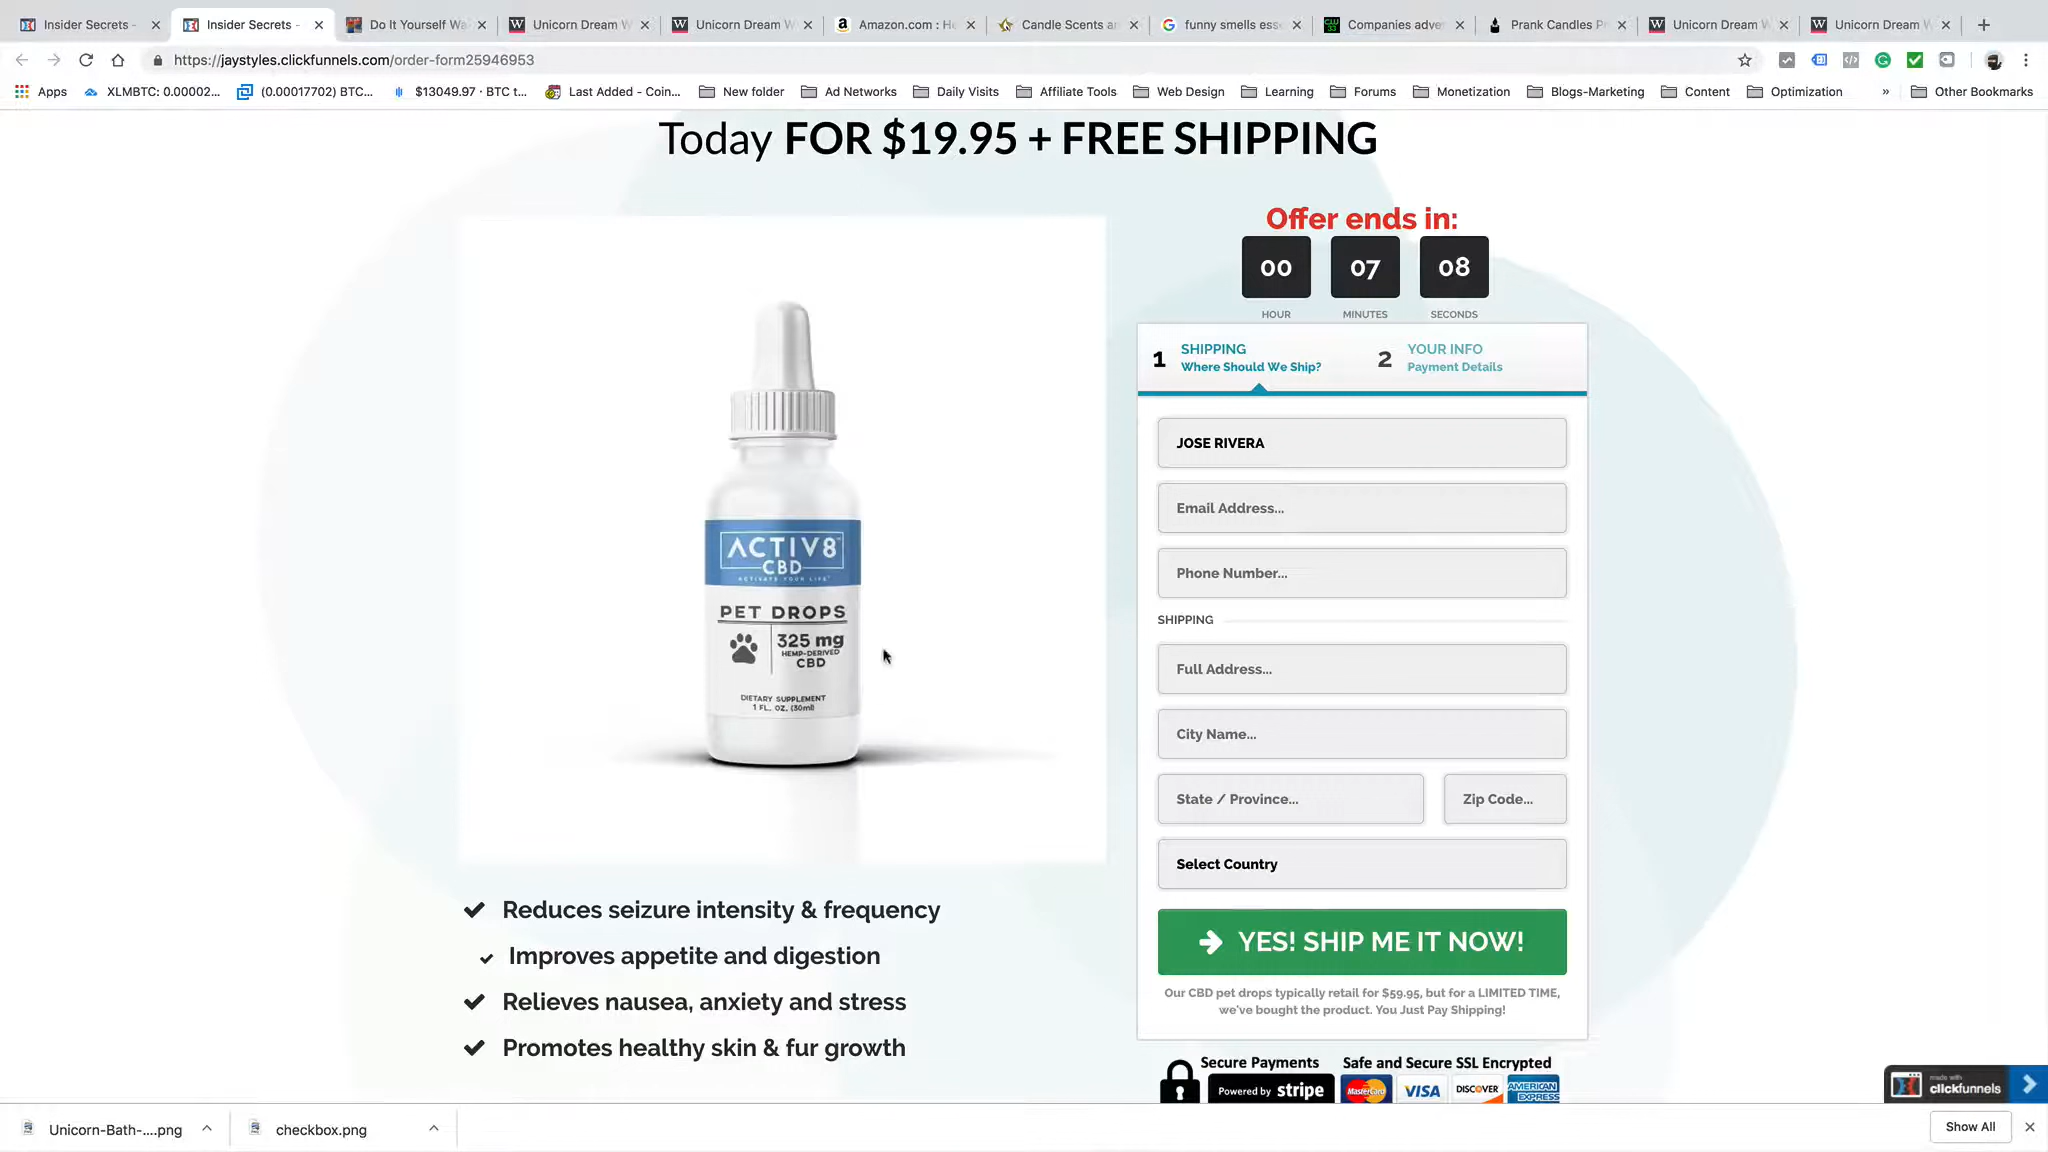 Insider Secrets -
Insider Secrets -
Do It Yourself Wa
Unicorn Dream W
Unicorn Dream W
Amazon.com : He
Candle Scents a
funny smells ess
Companies adve
Prank Candles P
Unicorn Dream W
Unicorn Dream W
https://jaystyles.clickfunnels.com/order-form25946953
Apps
XLMBTC: 0.00002...
(0.00017702) BTC...
$13049.97 · BTC t...
Last Added - Coin...
New folder
Ad Networks
Daily Visits
Affiliate Tools
Web Design
Learning
Forums
Monetization
Blogs-Marketing
Content
Optimization
»
Other Bookmarks
Today FOR $19.95 + FREE SHIPPING
Offer ends in:
00 07 08
HOUR MINUTES SECONDS
1 SHIPPING
Where Should We Ship?
2 YOUR INFO
Payment Details
JOSE RIVERA
Email Address...
Phone Number...
SHIPPING
Full Address...
City Name...
State / Province...
Zip Code...
Select Country
YES! SHIP ME IT NOW!
Our CBD pet drops typically retail for $59.95, but for a LIMITED TIME,
we've bought the product. You Just Pay Shipping!
Secure Payments
Safe and Secure SSL Encrypted
Powered by stripe
MasterCard
VISA
DISCOVER
AMERICAN
EXPRESS
ACTIV8™
CBD
ACTIVATE YOUR LIFE™
PET DROPS
325 mg
HEMP-DERIVED
CBD
DIETARY SUPPLEMENT
1 FL. OZ. (30ml)
Reduces seizure intensity & frequency
Improves appetite and digestion
Relieves nausea, anxiety and stress
Promotes healthy skin & fur growth
made with
clickfunnels
Unicorn-Bath-....png
checkbox.png
Show All